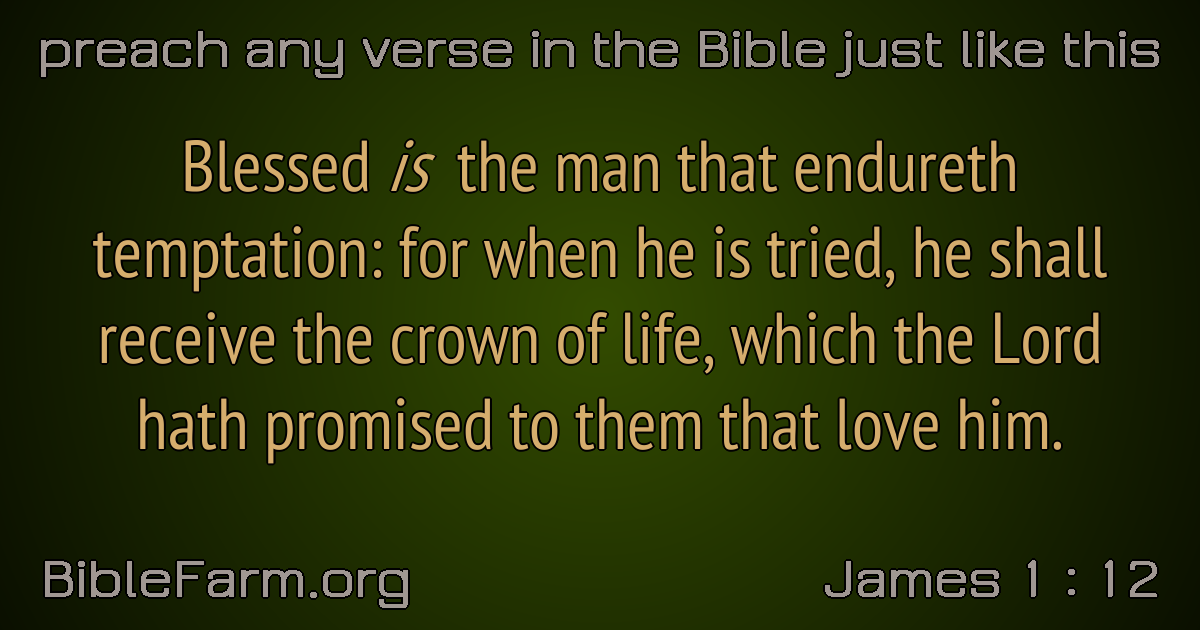 preach any verse in the Bible just like this
Blessed is the man that endureth
temptation: for when he is tried, he shall
receive the crown of life, which the Lord
hath promised to them that love him.
BibleFarm.org
James 1 : 12